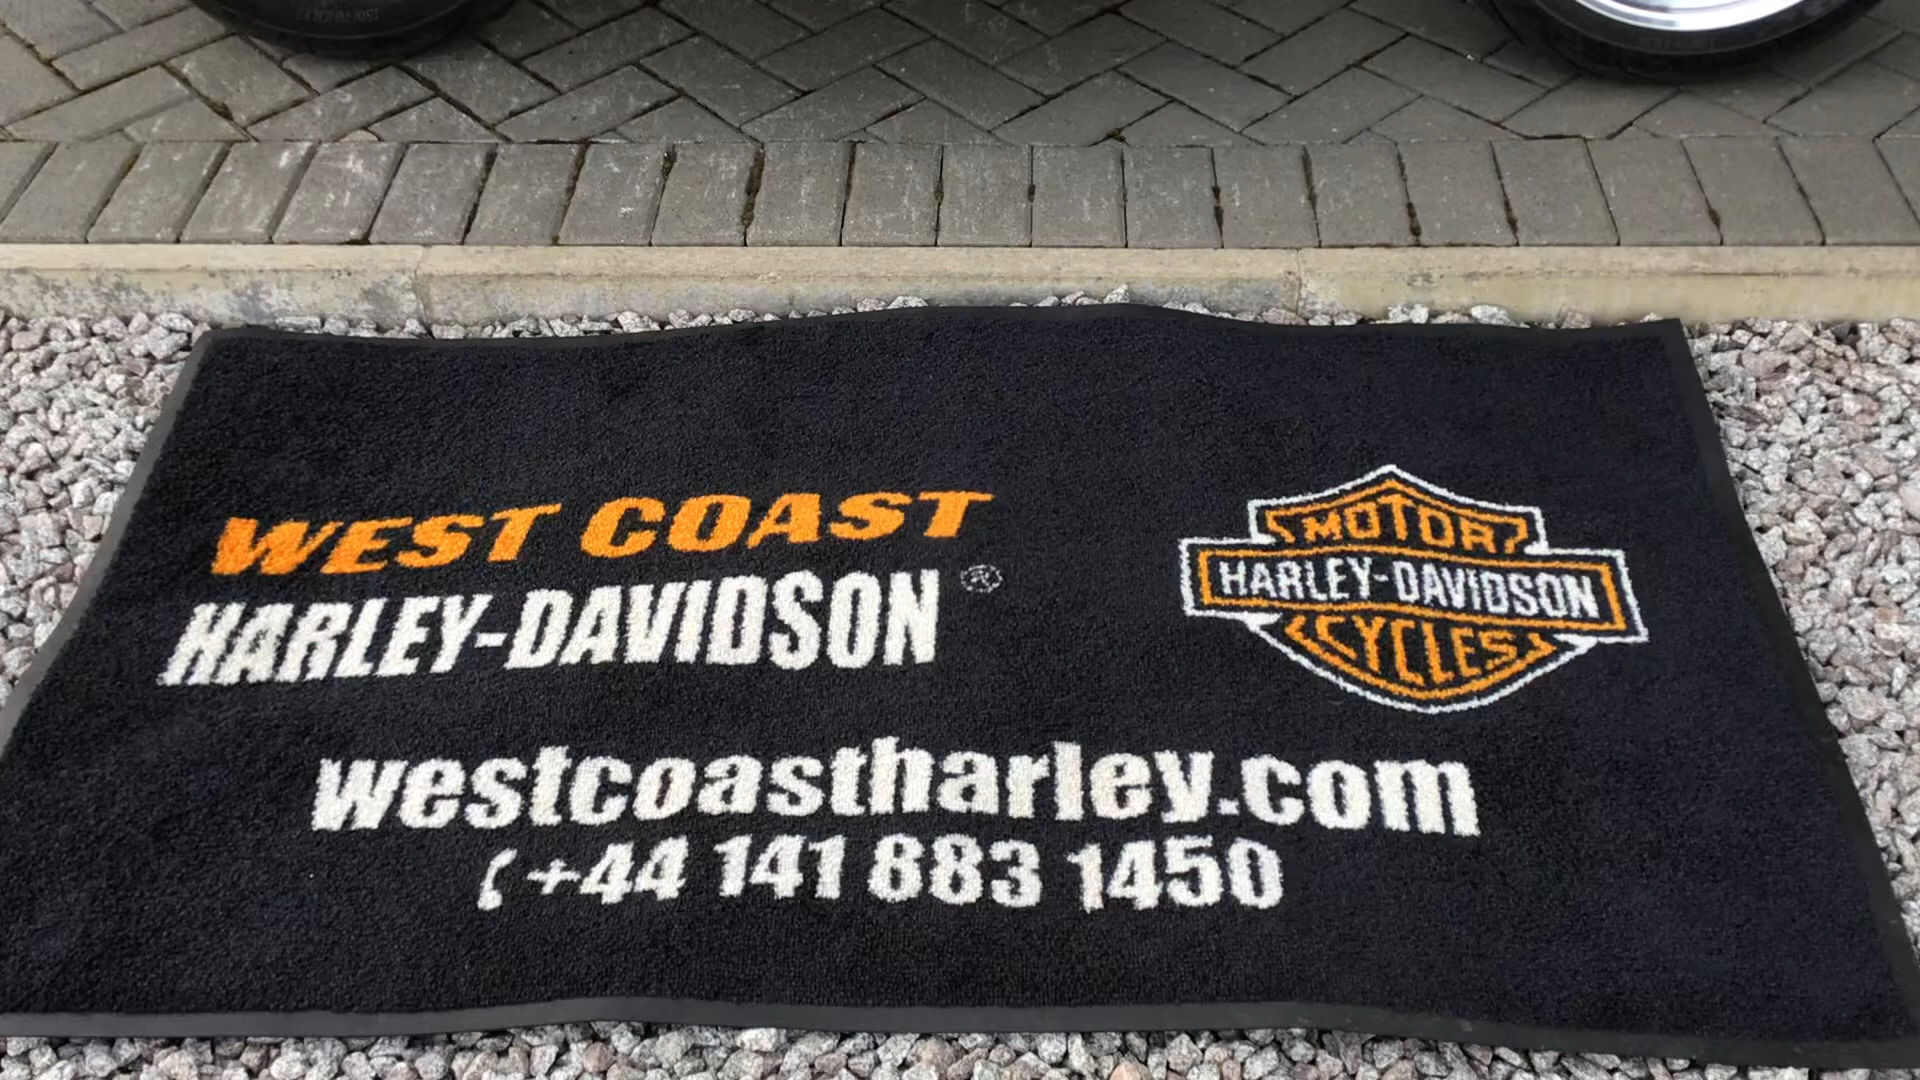 WEST COAST
HARLEY-DAVIDSON ®
MOTOR
HARLEY-DAVIDSON
CYCLES
westcoastharley.com
+44 141 883 1450